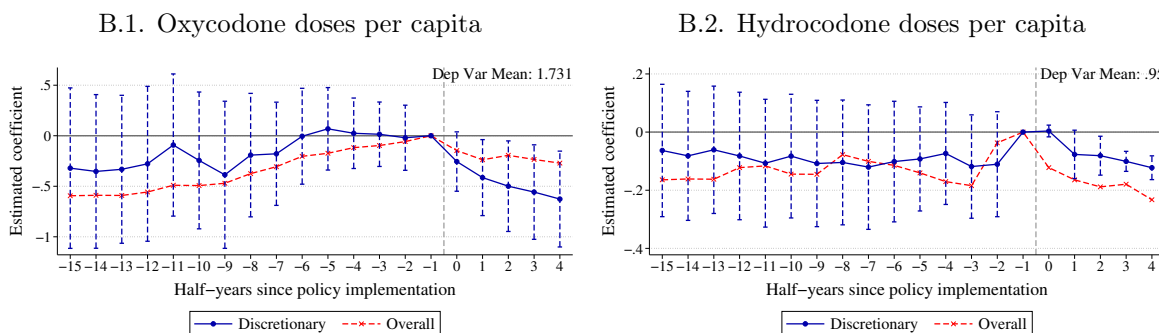 B.1. Oxycodone doses per capita
Dep Var Mean: 1.731
Estimated coefficient
.5
0
−.5
−1
−15 −14 −13 −12 −11 −10 −9 −8 −7 −6 −5 −4 −3 −2 −1 0 1 2 3 4
Half−years since policy implementation
Discretionary Overall
B.2. Hydrocodone doses per capita
Dep Var Mean: .95
Estimated coefficient
.2
0
−.2
−.4
−15 −14 −13 −12 −11 −10 −9 −8 −7 −6 −5 −4 −3 −2 −1 0 1 2 3 4
Half−years since policy implementation
Discretionary Overall